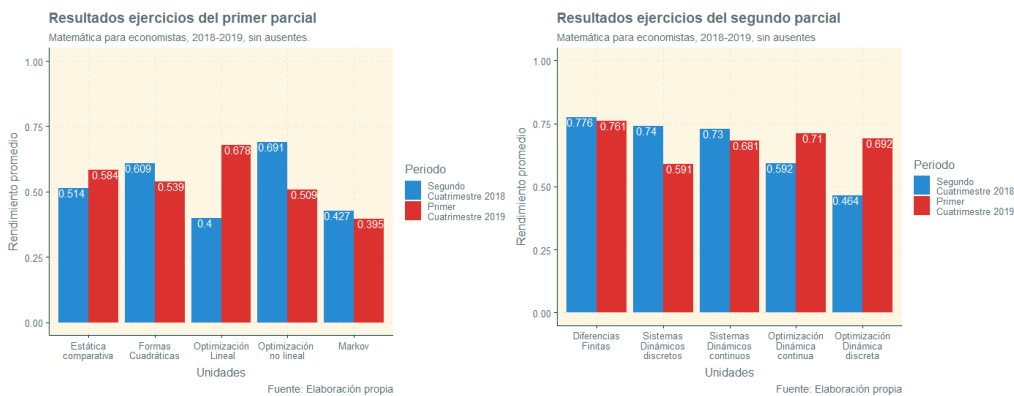 Resultados ejercicios del primer parcial
Matemática para economistas, 2018-2019, sin ausentes.
Rendimiento promedio
1.00
0.75
0.50
0.25
0.00
0.514
0.584
0.609
0.539
0.4
0.678
0.691
0.509
0.427
0.395
Estática
comparativa
Formas
Cuadráticas
Optimización
Lineal
Optimización
no lineal
Markov
Unidades
Fuente: Elaboración propia
Periodo
Segundo
Cuatrimestre 2018
Primer
Cuatrimestre 2019
Resultados ejercicios del segundo parcial
Matemática para economistas, 2018-2019, sin ausentes
Rendimiento promedio
1.00
0.75
0.50
0.25
0.00
0.776
0.761
0.74
0.591
0.73
0.681
0.592
0.71
0.464
0.692
Diferencias
Finitas
Sistemas
Dinámicos
discretos
Sistemas
Dinámicos
continuos
Optimización
Dinámica
continua
Optimización
Dinámica
discreta
Unidades
Fuente: Elaboración propia
Periodo
Segundo
Cuatrimestre 2018
Primer
Cuatrimestre 2019